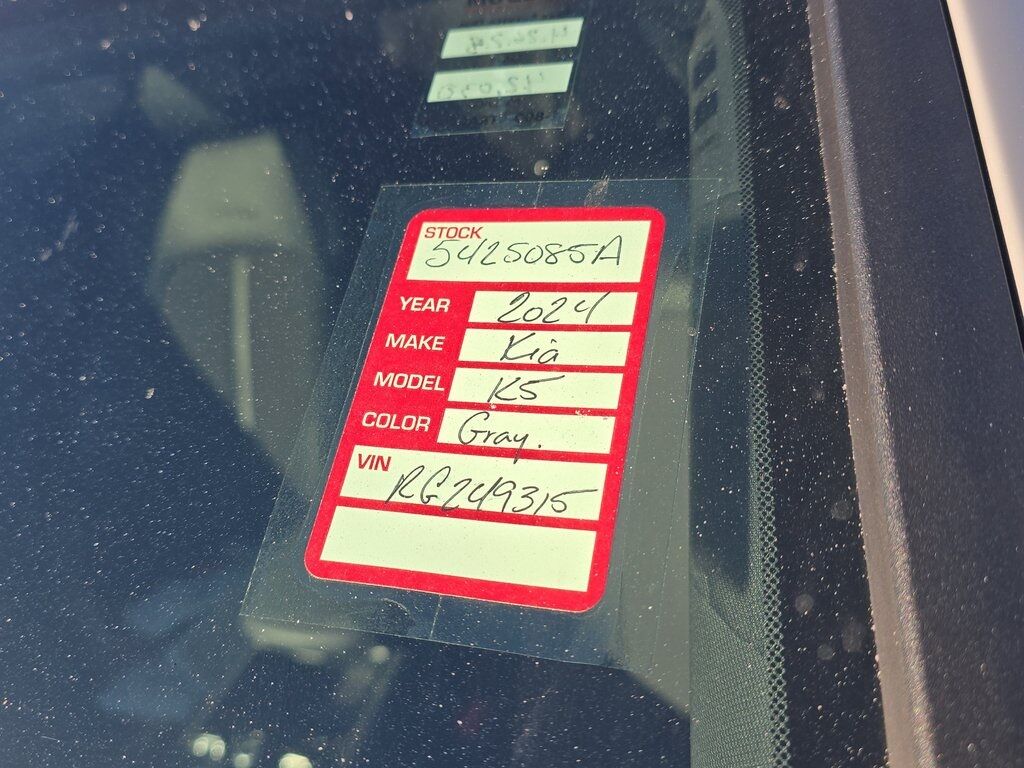 STOCK
5425085A
YEAR 2024
MAKE Kia
MODEL K5
COLOR Gray.
VIN
RG249315